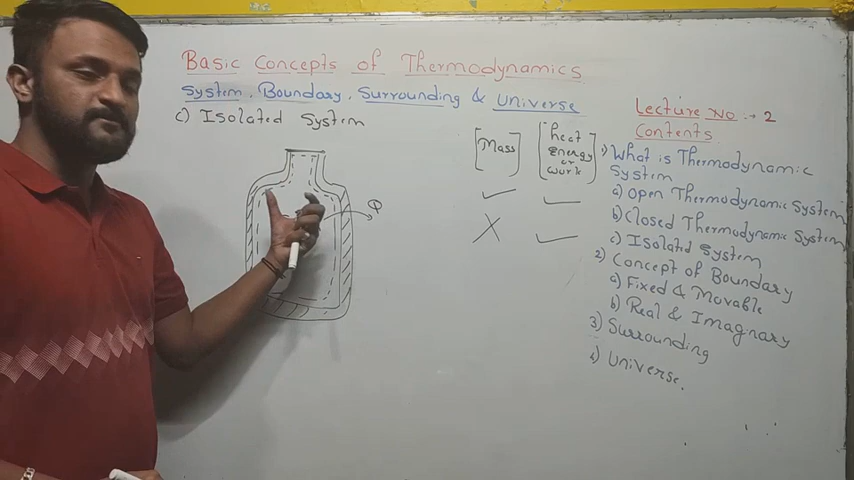 Basic Concepts of Thermodynamics
System, Boundary, Surrounding & Universe
c) Isolated System
Q
[Mass]
[heat
Energy
or
work]
✓ ✓
X ✓
Lecture No :- 2
Contents
1) What is Thermodynamic
System
a) Open Thermodynamic System
b) Closed Thermodynamic System
c) Isolated System
2) Concept of Boundary
a) Fixed & Movable
b) Real & Imagnary
3) Surrounding
4) Universe.